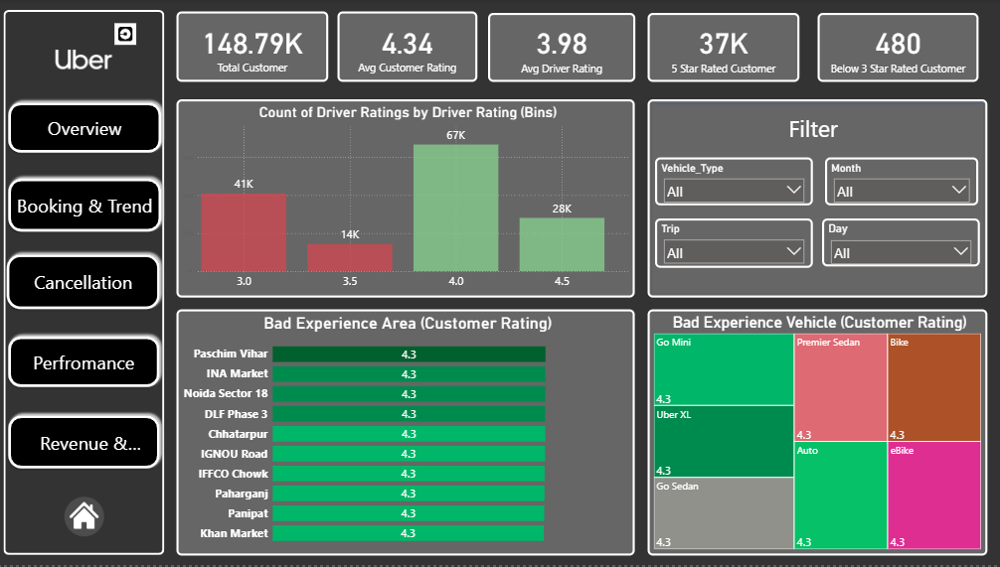 Uber
Overview
Booking & Trend
Cancellation
Perfromance
Revenue &...
148.79K
Total Customer
4.34
Avg Customer Rating
3.98
Avg Driver Rating
37K
5 Star Rated Customer
480
Below 3 Star Rated Customer
Count of Driver Ratings by Driver Rating (Bins)
41K
14K
67K
28K
3.0
3.5
4.0
4.5
Filter
Vehicle_Type
All
Month
All
Trip
All
Day
All
Bad Experience Area (Customer Rating)
Paschim Vihar 4.3
INA Market 4.3
Noida Sector 18 4.3
DLF Phase 3 4.3
Chhatarpur 4.3
IGNOU Road 4.3
IFFCO Chowk 4.3
Paharganj 4.3
Panipat 4.3
Khan Market 4.3
Bad Experience Vehicle (Customer Rating)
Go Mini
4.3
Uber XL
4.3
Go Sedan
4.3
Premier Sedan
4.3
Bike
4.3
Auto
4.3
eBike
4.3